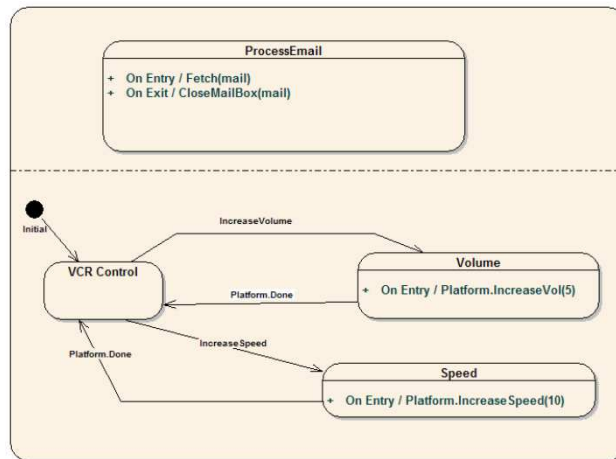 ProcessEmail
+ On Entry / Fetch(mail)
+ On Exit / CloseMailBox(mail)
Initial
IncreaseVolume
VCR Control
Volume
+ On Entry / Platform.IncreaseVol(5)
Platform.Done
IncreaseSpeed
Platform.Done
Speed
+ On Entry / Platform.IncreaseSpeed(10)